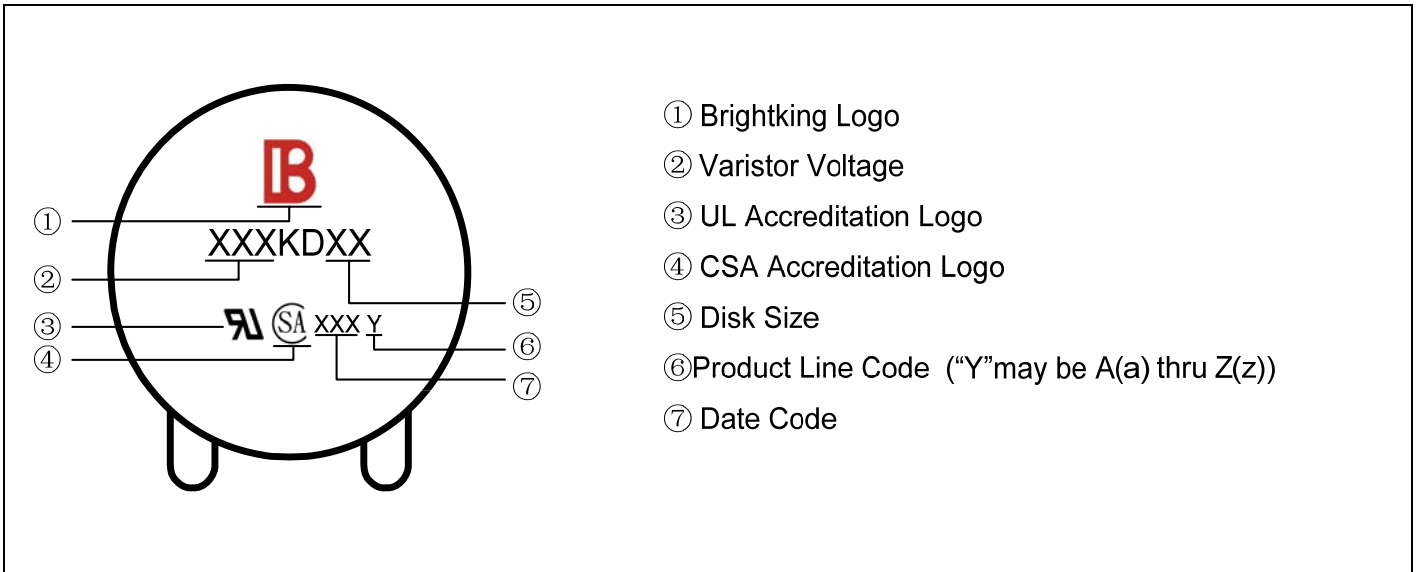 B
①
XXXKDXX
②
⑤
③ UR SA XXX Y
⑥
④
⑦
① Brightking Logo
② Varistor Voltage
③ UL Accreditation Logo
④ CSA Accreditation Logo
⑤ Disk Size
⑥Product Line Code (“Y”may be A(a) thru Z(z))
⑦ Date Code